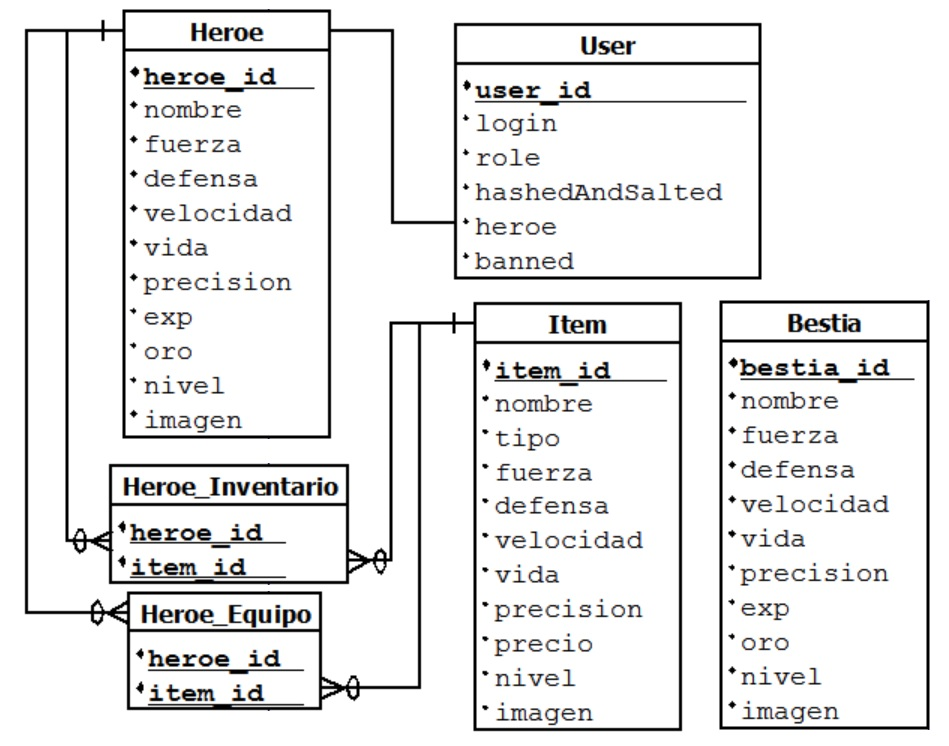 Heroe
heroe_id
nombre
fuerza
defensa
velocidad
vida
precision
exp
oro
nivel
imagen
User
user_id
login
role
hashedAndSalted
heroe
banned
Heroe_Inventario
heroe_id
item_id
Heroe_Equipo
heroe_id
item_id
Item
item_id
nombre
tipo
fuerza
defensa
velocidad
vida
precision
precio
nivel
imagen
Bestia
bestia_id
nombre
fuerza
defensa
velocidad
vida
precision
exp
oro
nivel
imagen